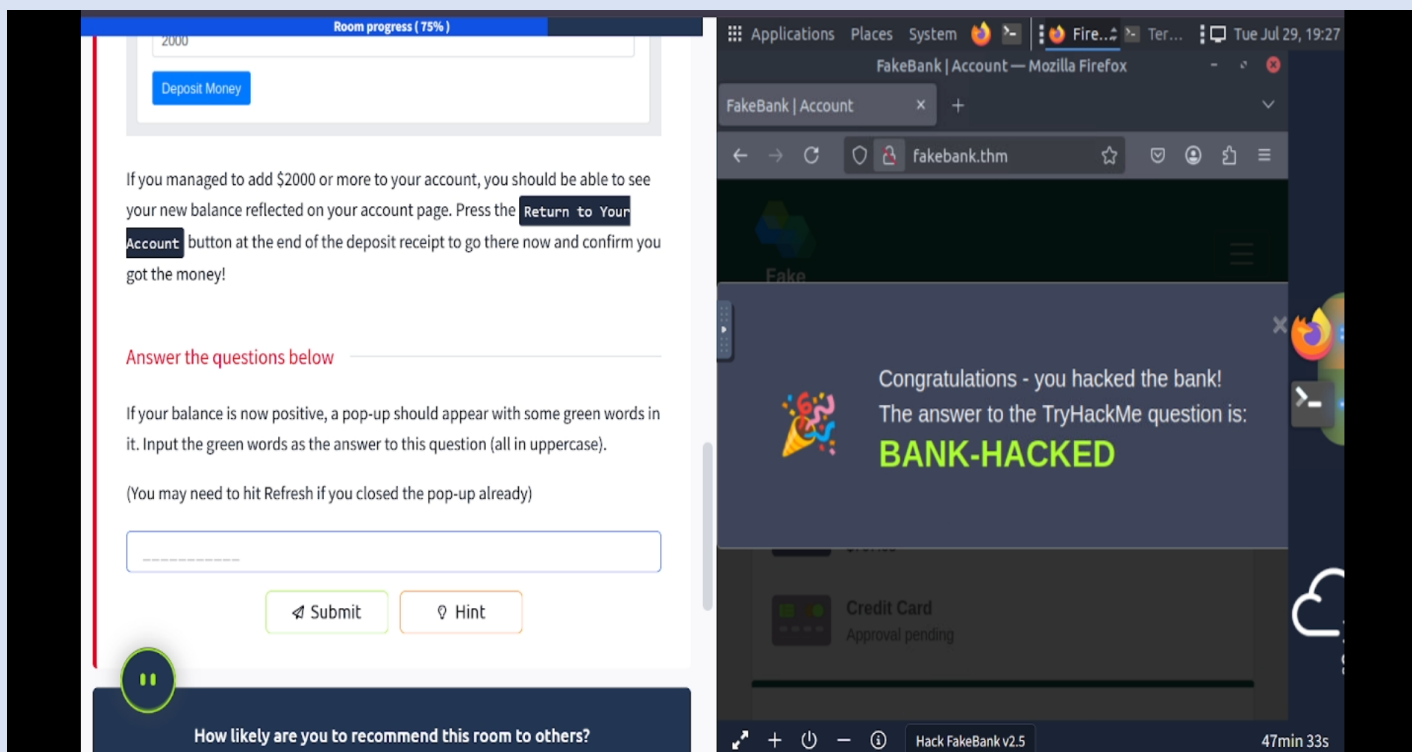 Room progress ( 75% )
2000
Deposit Money
If you managed to add $2000 or more to your account, you should be able to see
your new balance reflected on your account page. Press the Return to Your
Account button at the end of the deposit receipt to go there now and confirm you
got the money!
Answer the questions below
If your balance is now positive, a pop-up should appear with some green words in
it. Input the green words as the answer to this question (all in uppercase).
(You may need to hit Refresh if you closed the pop-up already)
___________
Submit
Hint
How likely are you to recommend this room to others?
Applications Places System Fire.. Ter... Tue Jul 29, 19:27
FakeBank | Account — Mozilla Firefox
FakeBank | Account
fakebank.thm
Fake
Congratulations - you hacked the bank!
The answer to the TryHackMe question is:
BANK-HACKED
Credit Card
Approval pending
Hack FakeBank v2.5
47min 33s